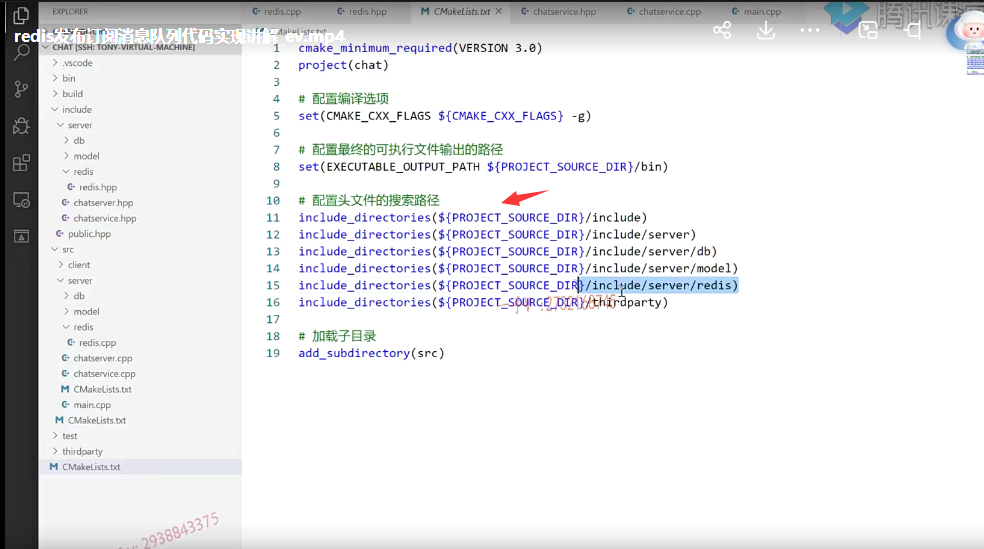 EXPLORER
redis.cpp
redis.hpp
CMakeLists.txt
chatservice.hpp
chatservice.cpp
main.cpp
腾讯课堂
redis发布订阅消息队列代码实现讲解_ev.mp4
CHAT [SSH: TONY-VIRTUAL-MACHINE]
.vscode
bin
build
include
server
db
model
redis
redis.hpp
chatserver.hpp
chatservice.hpp
public.hpp
src
client
server
db
model
redis
redis.cpp
chatserver.cpp
chatservice.cpp
CMakeLists.txt
main.cpp
CMakeLists.txt
test
thirdparty
CMakeLists.txt
1 cmake_minimum_required(VERSION 3.0)
2 project(chat)
3
4 # 配置编译选项
5 set(CMAKE_CXX_FLAGS ${CMAKE_CXX_FLAGS} -g)
6
7 # 配置最终的可执行文件输出的路径
8 set(EXECUTABLE_OUTPUT_PATH ${PROJECT_SOURCE_DIR}/bin)
9
10 # 配置头文件的搜索路径
11 include_directories(${PROJECT_SOURCE_DIR}/include)
12 include_directories(${PROJECT_SOURCE_DIR}/include/server)
13 include_directories(${PROJECT_SOURCE_DIR}/include/server/db)
14 include_directories(${PROJECT_SOURCE_DIR}/include/server/model)
15 include_directories(${PROJECT_SOURCE_DIR}/include/server/redis)
16 include_directories(${PROJECT_SOURCE_DIR}/thirdparty)
17
18 # 加载子目录
19 add_subdirectory(src)
2938843375